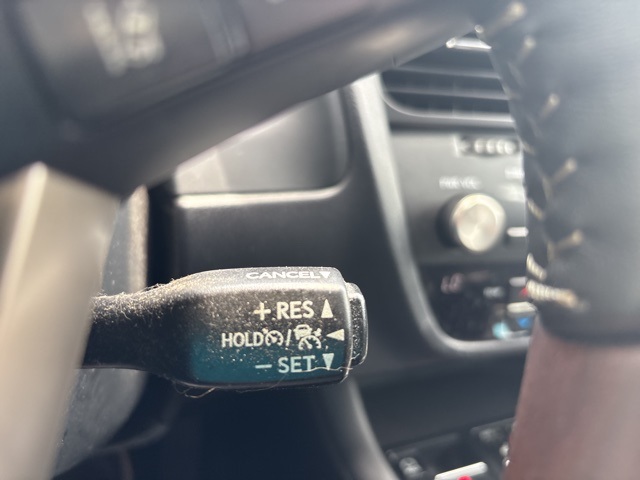 CANCEL
+ RES
HOLD /
− SET